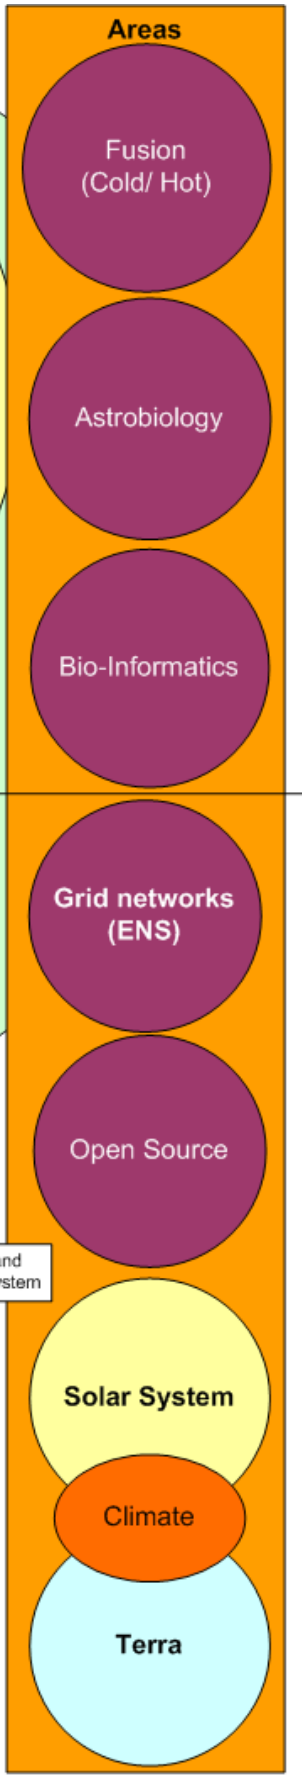 Areas
Fusion
(Cold/ Hot)
Astrobiology
Bio-Informatics
Grid networks
(ENS)
Open Source
Solar System
Climate
Terra